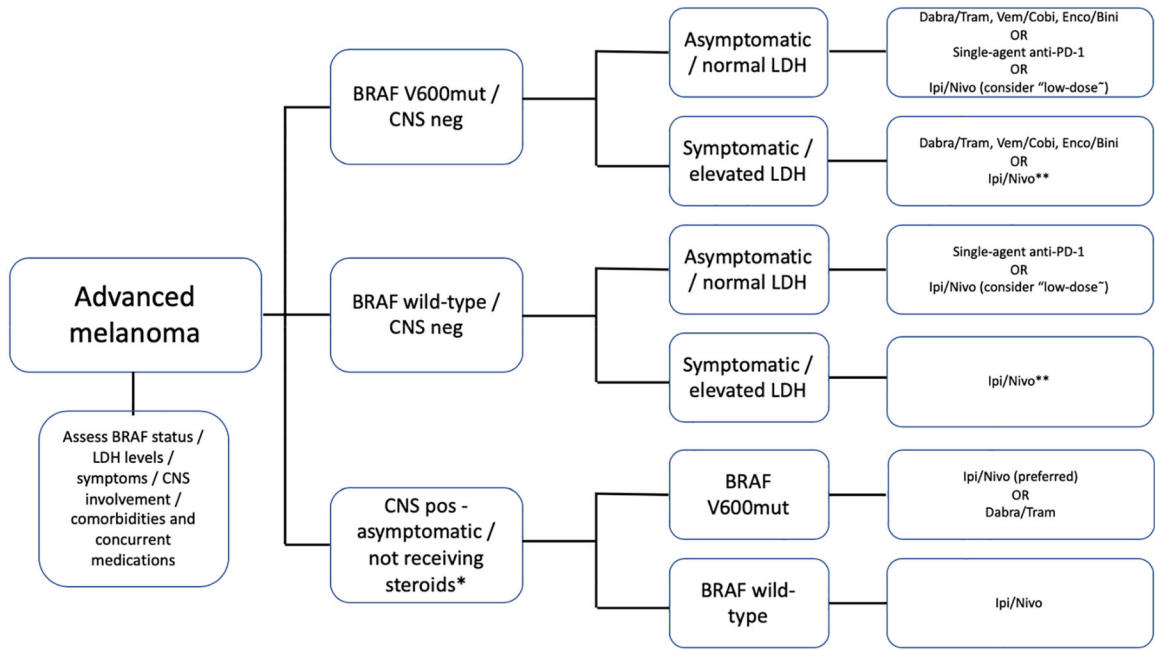 Advanced
melanoma
Assess BRAF status /
LDH levels /
symptoms / CNS
involvement /
comorbidities and
concurrent
medications
BRAF V600mut /
CNS neg
Asymptomatic
/ normal LDH
Dabra/Tram, Vem/Cobi, Enco/Bini
OR
Single-agent anti-PD-1
OR
Ipi/Nivo (consider “low-dose˜)
Symptomatic /
elevated LDH
Dabra/Tram, Vem/Cobi, Enco/Bini
OR
Ipi/Nivo**
BRAF wild-type /
CNS neg
Asymptomatic
/ normal LDH
Single-agent anti-PD-1
OR
Ipi/Nivo (consider “low-dose˜)
Symptomatic /
elevated LDH
Ipi/Nivo**
CNS pos -
asymptomatic /
not receiving
steroids*
BRAF
V600mut
Ipi/Nivo (preferred)
OR
Dabra/Tram
BRAF wild-
type
Ipi/Nivo